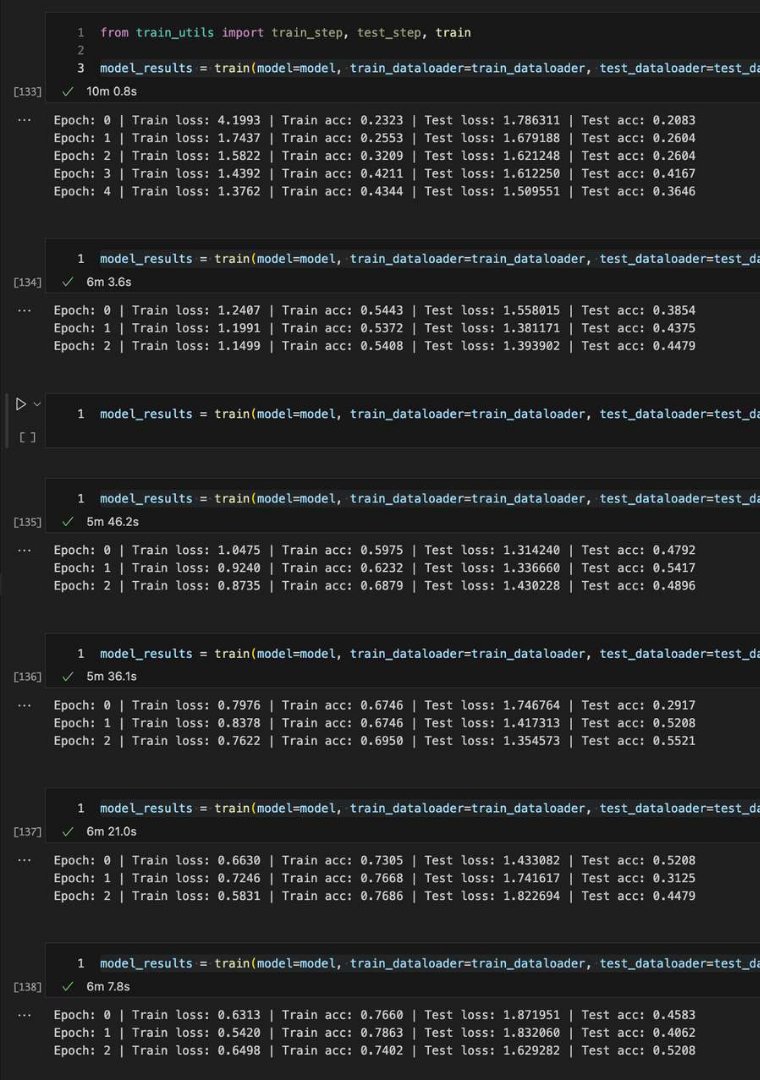 1 from train_utils import train_step, test_step, train
2
3 model_results = train(model=model, train_dataloader=train_dataloader, test_dataloader=test_da
[133] 10m 0.8s
... Epoch: 0 | Train loss: 4.1993 | Train acc: 0.2323 | Test loss: 1.786311 | Test acc: 0.2083
Epoch: 1 | Train loss: 1.7437 | Train acc: 0.2553 | Test loss: 1.679188 | Test acc: 0.2604
Epoch: 2 | Train loss: 1.5822 | Train acc: 0.3209 | Test loss: 1.621248 | Test acc: 0.2604
Epoch: 3 | Train loss: 1.4392 | Train acc: 0.4211 | Test loss: 1.612250 | Test acc: 0.4167
Epoch: 4 | Train loss: 1.3762 | Train acc: 0.4344 | Test loss: 1.509551 | Test acc: 0.3646
1 model_results = train(model=model, train_dataloader=train_dataloader, test_dataloader=test_da
[134] 6m 3.6s
... Epoch: 0 | Train loss: 1.2407 | Train acc: 0.5443 | Test loss: 1.558015 | Test acc: 0.3854
Epoch: 1 | Train loss: 1.1991 | Train acc: 0.5372 | Test loss: 1.381171 | Test acc: 0.4375
Epoch: 2 | Train loss: 1.1499 | Train acc: 0.5408 | Test loss: 1.393902 | Test acc: 0.4479
1 model_results = train(model=model, train_dataloader=train_dataloader, test_dataloader=test_da
[ ]
1 model_results = train(model=model, train_dataloader=train_dataloader, test_dataloader=test_da
[135] 5m 46.2s
... Epoch: 0 | Train loss: 1.0475 | Train acc: 0.5975 | Test loss: 1.314240 | Test acc: 0.4792
Epoch: 1 | Train loss: 0.9240 | Train acc: 0.6232 | Test loss: 1.336660 | Test acc: 0.5417
Epoch: 2 | Train loss: 0.8735 | Train acc: 0.6879 | Test loss: 1.430228 | Test acc: 0.4896
1 model_results = train(model=model, train_dataloader=train_dataloader, test_dataloader=test_da
[136] 5m 36.1s
... Epoch: 0 | Train loss: 0.7976 | Train acc: 0.6746 | Test loss: 1.746764 | Test acc: 0.2917
Epoch: 1 | Train loss: 0.8378 | Train acc: 0.6746 | Test loss: 1.417313 | Test acc: 0.5208
Epoch: 2 | Train loss: 0.7622 | Train acc: 0.6950 | Test loss: 1.354573 | Test acc: 0.5521
1 model_results = train(model=model, train_dataloader=train_dataloader, test_dataloader=test_da
[137] 6m 21.0s
... Epoch: 0 | Train loss: 0.6630 | Train acc: 0.7305 | Test loss: 1.433082 | Test acc: 0.5208
Epoch: 1 | Train loss: 0.7246 | Train acc: 0.7668 | Test loss: 1.741617 | Test acc: 0.3125
Epoch: 2 | Train loss: 0.5831 | Train acc: 0.7686 | Test loss: 1.822694 | Test acc: 0.4479
1 model_results = train(model=model, train_dataloader=train_dataloader, test_dataloader=test_da
[138] 6m 7.8s
... Epoch: 0 | Train loss: 0.6313 | Train acc: 0.7660 | Test loss: 1.871951 | Test acc: 0.4583
Epoch: 1 | Train loss: 0.5420 | Train acc: 0.7863 | Test loss: 1.832060 | Test acc: 0.4062
Epoch: 2 | Train loss: 0.6498 | Train acc: 0.7402 | Test loss: 1.629282 | Test acc: 0.5208